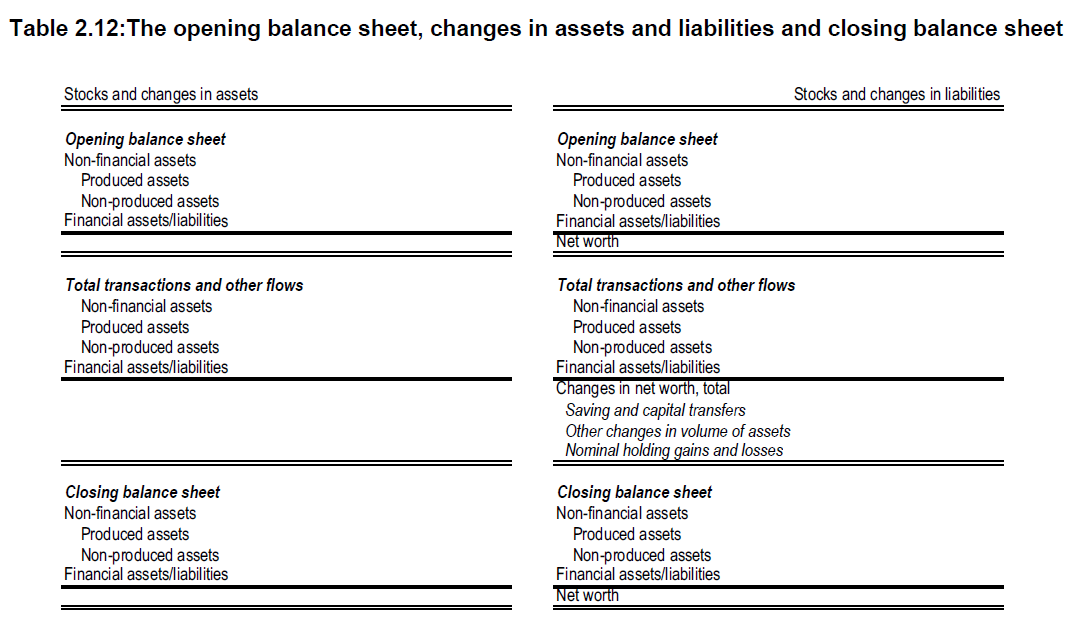 Table 2.12:The opening balance sheet, changes in assets and liabilities and closing balance sheet
Stocks and changes in assets
Opening balance sheet
Non-financial assets
Produced assets
Non-produced assets
Financial assets/liabilities
Total transactions and other flows
Non-financial assets
Produced assets
Non-produced assets
Financial assets/liabilities
Closing balance sheet
Non-financial assets
Produced assets
Non-produced assets
Financial assets/liabilities
Stocks and changes in liabilities
Opening balance sheet
Non-financial assets
Produced assets
Non-produced assets
Financial assets/liabilities
Net worth
Total transactions and other flows
Non-financial assets
Produced assets
Non-produced assets
Financial assets/liabilities
Changes in net worth, total
Saving and capital transfers
Other changes in volume of assets
Nominal holding gains and losses
Closing balance sheet
Non-financial assets
Produced assets
Non-produced assets
Financial assets/liabilities
Net worth